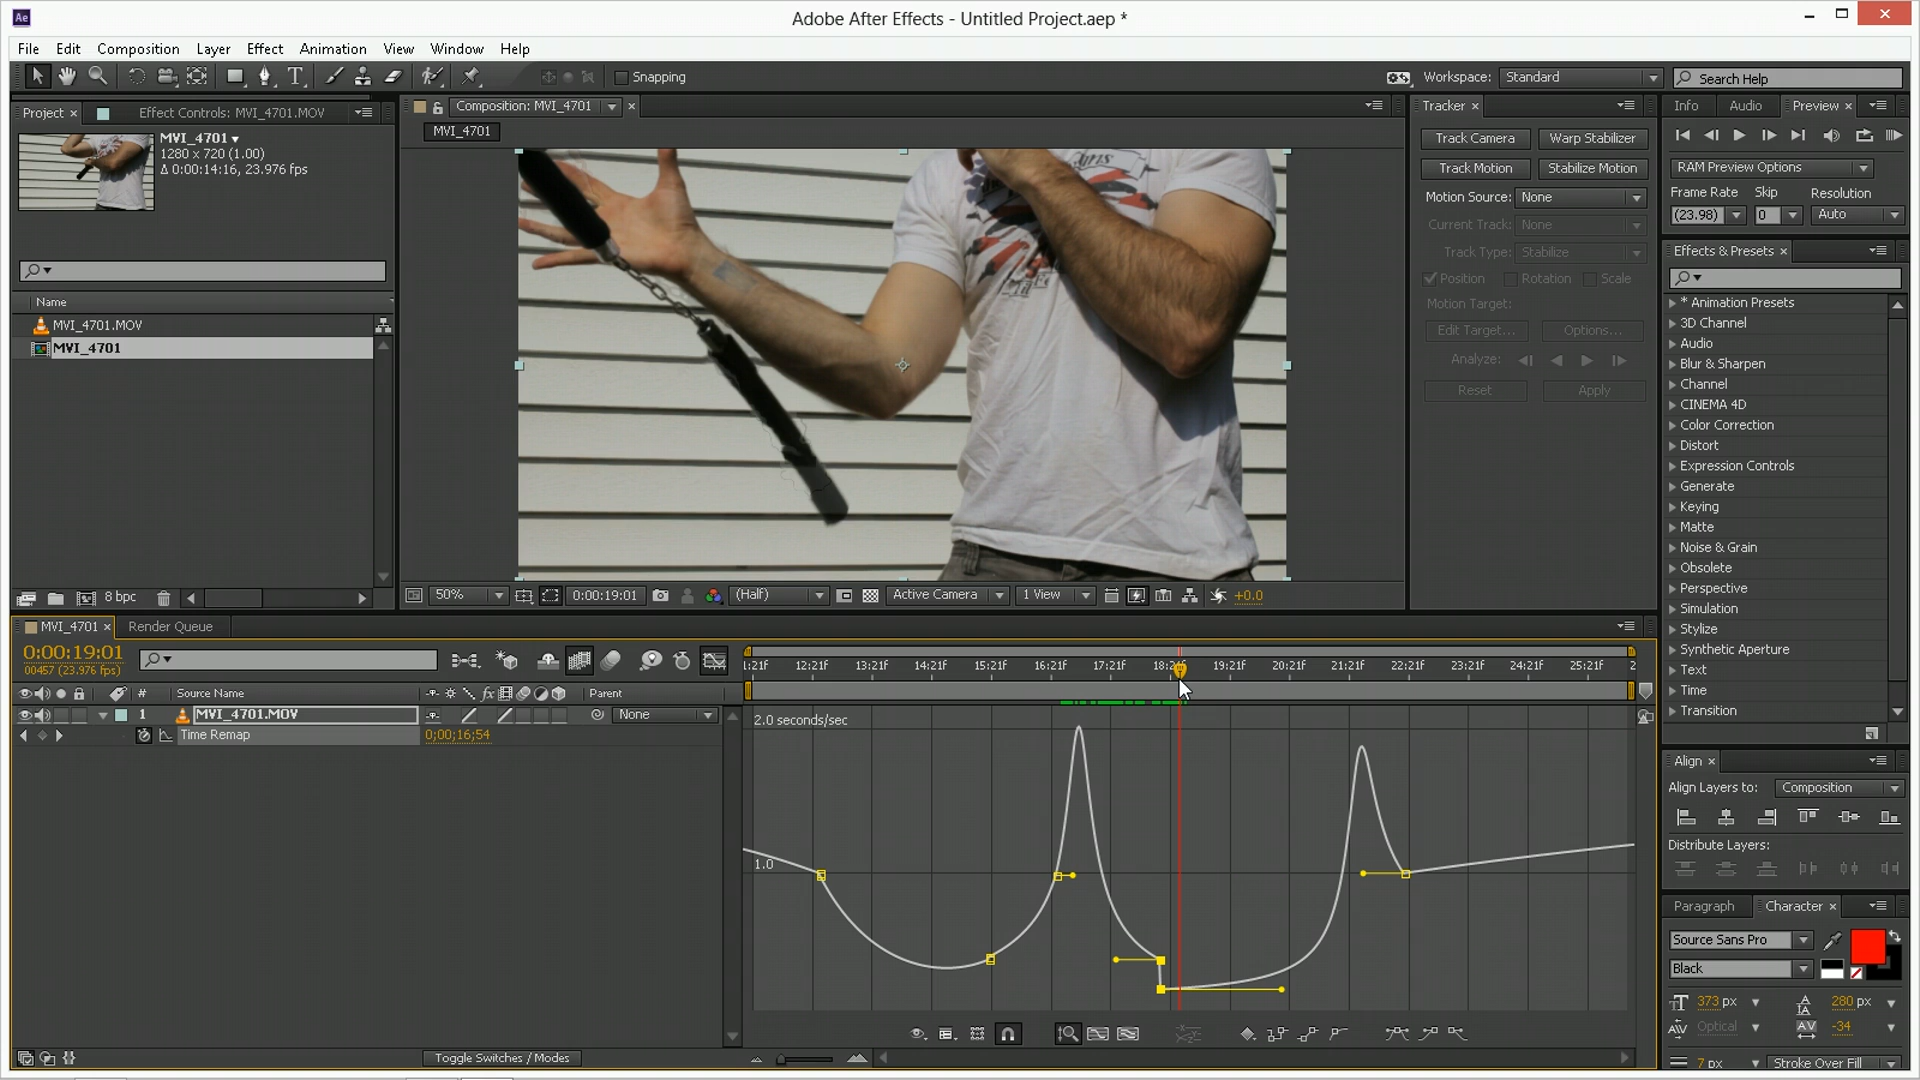 Ae Adobe After Effects - Untitled Project.aep *
File Edit Composition Layer Effect Animation View Window Help
T Snapping Workspace: Standard Search Help
Project × Effect Controls: MVI_4701.MOV
Composition: MVI_4701 ×
Tracker ×
Info Audio Preview ×
MVI_4701
1280 x 720 (1.00)
Δ 0:00:14:16, 23.976 fps
MVI_4701
Track Camera Warp Stabilizer
Track Motion Stabilize Motion
Motion Source: None
Current Track: None
Track Type: Stabilize
Position Rotation Scale
Motion Target:
Edit Target... Options...
Analyze:
Reset Apply
RAM Preview Options
Frame Rate Skip Resolution
(23.98) 0 Auto
Effects & Presets ×
* Animation Presets
3D Channel
Audio
Blur & Sharpen
Channel
CINEMA 4D
Color Correction
Distort
Expression Controls
Generate
Keying
Matte
Noise & Grain
Obsolete
Perspective
Simulation
Stylize
Synthetic Aperture
Text
Time
Transition
Name
MVI_4701.MOV
MVI_4701
8 bpc
50% 0:00:19:01 (Half) Active Camera 1 View +0.0
MVI_4701 × Render Queue
0:00:19:01
00457 (23.976 fps)
1:21f 12:21f 13:21f 14:21f 15:21f 16:21f 17:21f 18:21f 19:21f 20:21f 21:21f 22:21f 23:21f 24:21f 25:21f 2
# Source Name fx Parent
1 MVI_4701.MOV None
Time Remap 0;00;16;54
2.0 seconds/sec
1.0
Toggle Switches / Modes
Align ×
Align Layers to: Composition
Distribute Layers:
Paragraph Character ×
Source Sans Pro
Black
373 px 280 px
Optical -34
7 px Stroke Over Fill